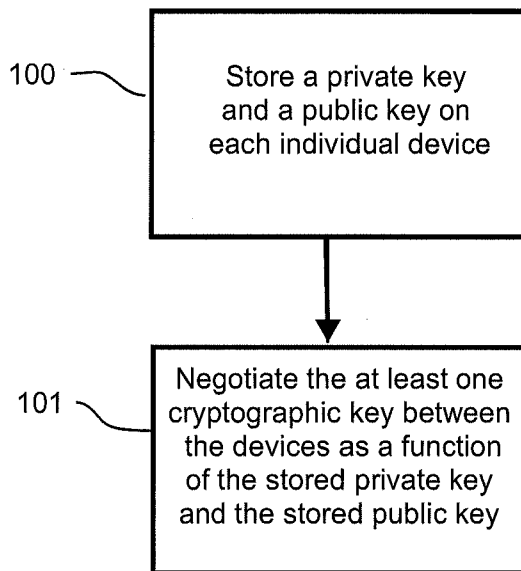 100
Store a private key
and a public key on
each individual device
101
Negotiate the at least one
cryptographic key between
the devices as a function
of the stored private key
and the stored public key